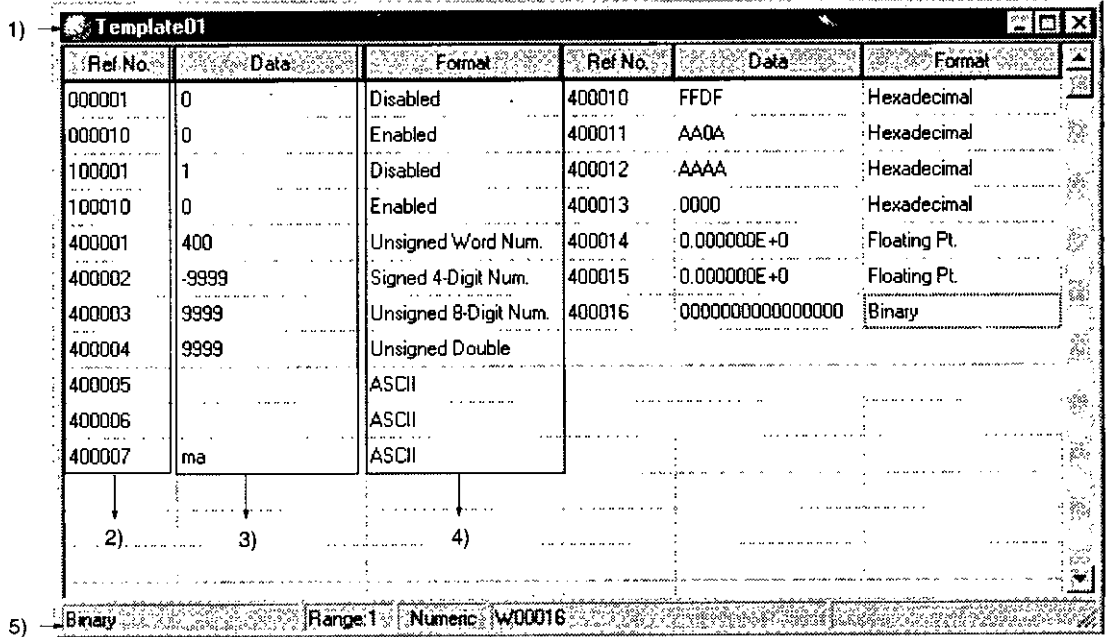 1) Template01
Ref No. Data Format Ref No. Data Format
000001 0 Disabled 400010 FFDF Hexadecimal
000010 0 Enabled 400011 AA0A Hexadecimal
100001 1 Disabled 400012 AAAA Hexadecimal
100010 0 Enabled 400013 0000 Hexadecimal
400001 400 Unsigned Word Num. 400014 0.000000E+0 Floating Pt.
400002 -9999 Signed 4-Digit Num. 400015 0.000000E+0 Floating Pt.
400003 9999 Unsigned 8-Digit Num. 400016 0000000000000000 Binary
400004 9999 Unsigned Double
400005 ASCII
400006 ASCII
400007 ma ASCII
2) 3) 4)
5) Binary Range:1 Numeric W00016